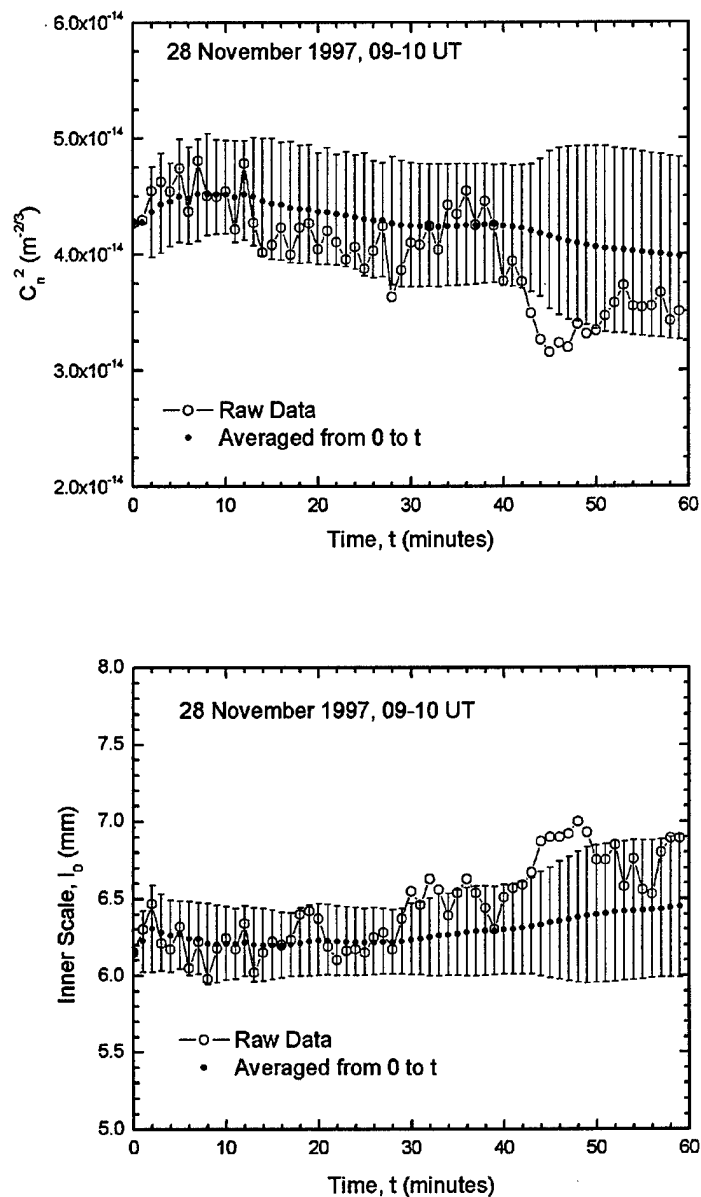 6.0x10-14
28 November 1997, 09-10 UT
5.0x10-14
4.0x10-14
3.0x10-14
2.0x10-14
Cn2 (m-2/3)
Raw Data
Averaged from 0 to t
0 10 20 30 40 50 60
Time, t (minutes)
8.0
28 November 1997, 09-10 UT
7.5
7.0
6.5
6.0
5.5
5.0
Inner Scale, l0 (mm)
Raw Data
Averaged from 0 to t
0 10 20 30 40 50 60
Time, t (minutes)